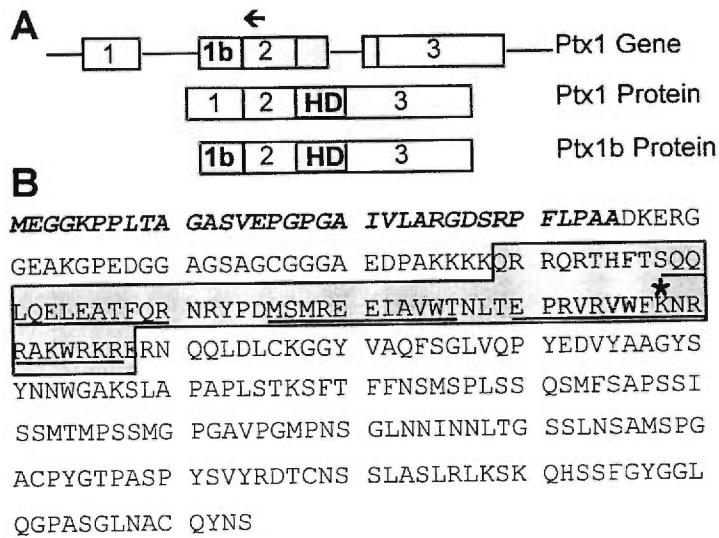 A
1 1b 2 3 Ptx1 Gene
1 2 HD 3 Ptx1 Protein
1b 2 HD 3 Ptx1b Protein
B
MEGGKPPLTA GASVEPGPGA IVLARGDSRP FLPAADKERG
GEAKGPEDGG AGSAGCGGGA EDPAKKKKQR RQRTHFTSQQ
LQELEATFQR NRYPDMSMRE EIAVWTNLTE PRVRVWFKNR
RAKWRKRERN QQLDLCKGGY VAQFSGLVQP YEDVYAAGYS
YNNWGAKSLA PAPLSTKSFT FFNSMSPLSS QSMFSAPSSI
SSMTMPSSMG PGAVPGMPNS GLNNINNLTG SSLNSAMSPG
ACPYGTPASP YSVYRDTCNS SLASLRLKSK QHSSFGYGGL
QGPASGLNAC QYNS